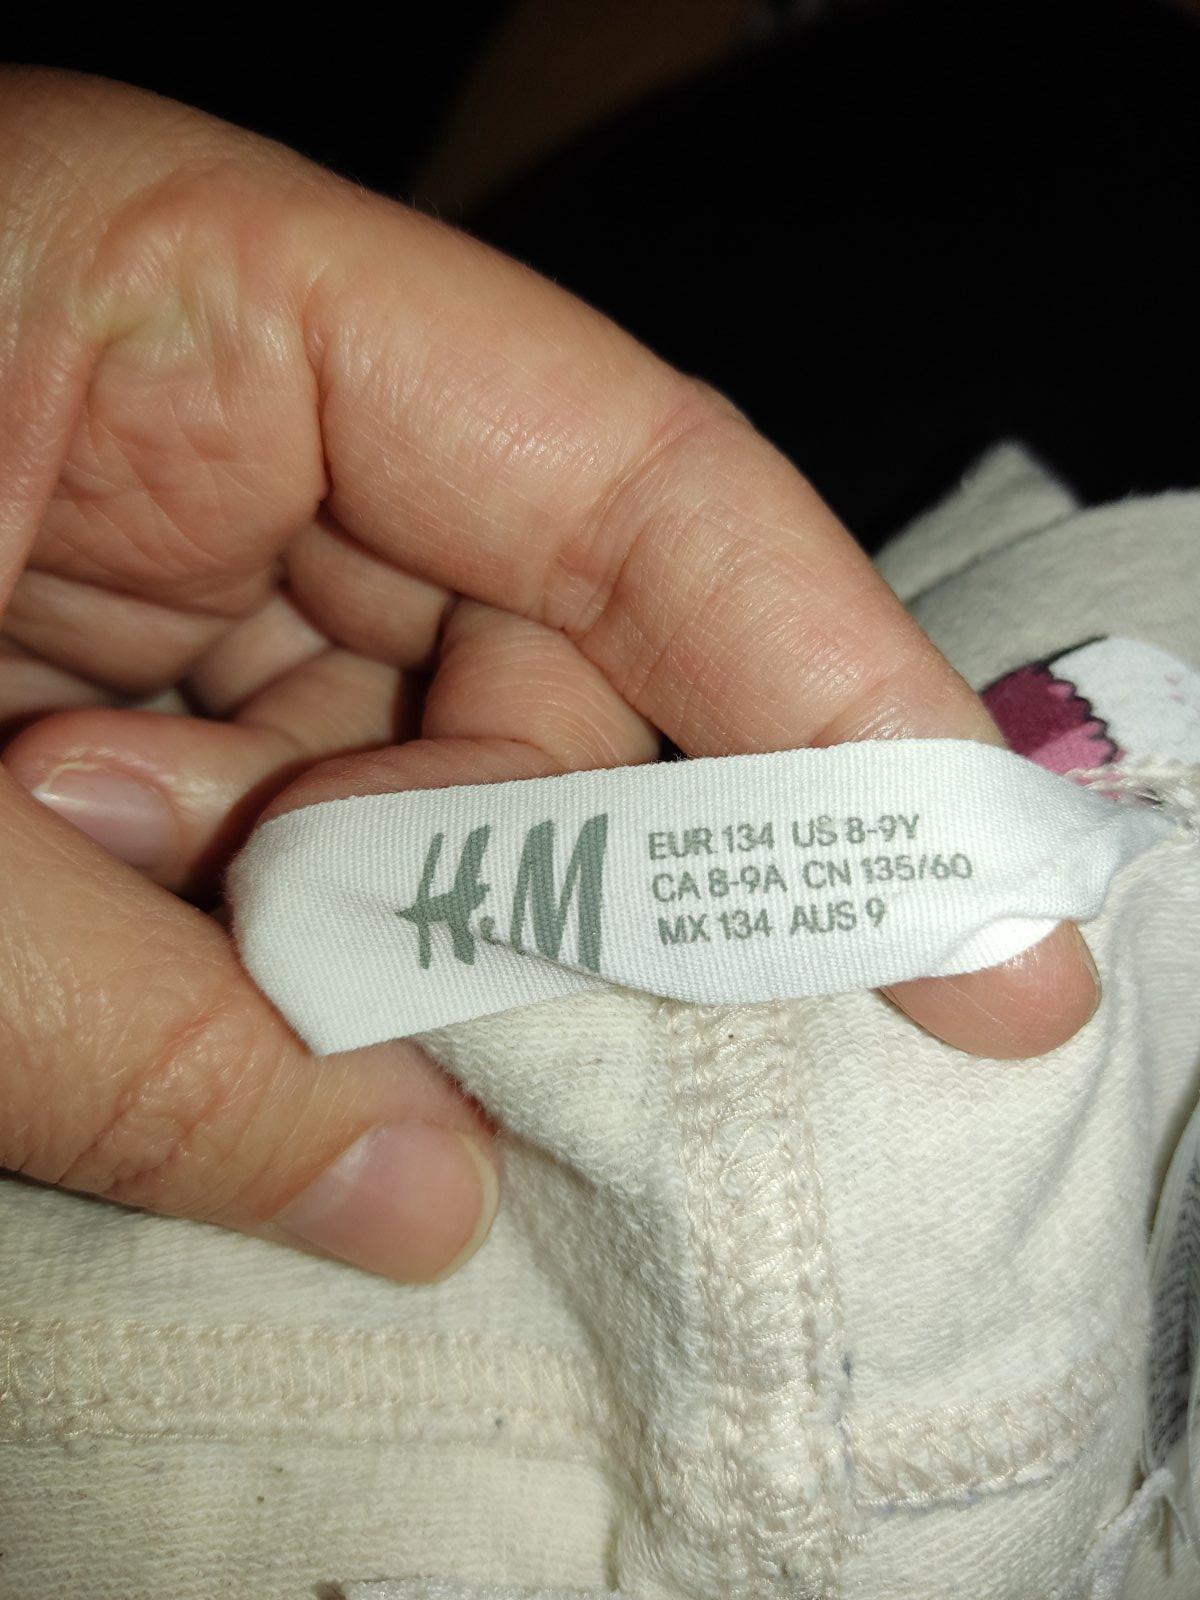 H&M
EUR 134 US 8-9Y
CA 8-9A CN 135/60
MX 134 AUS 9